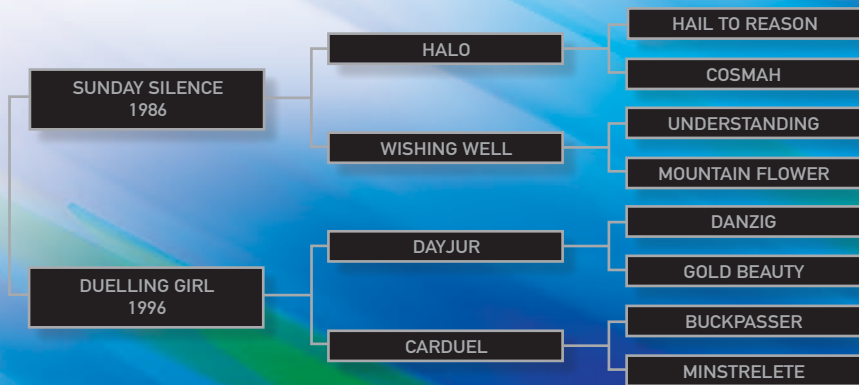 SUNDAY SILENCE
1986
HALO
HAIL TO REASON
COSMAH
WISHING WELL
UNDERSTANDING
MOUNTAIN FLOWER
DUELLING GIRL
1996
DAYJUR
DANZIG
GOLD BEAUTY
CARDUEL
BUCKPASSER
MINSTRELETE